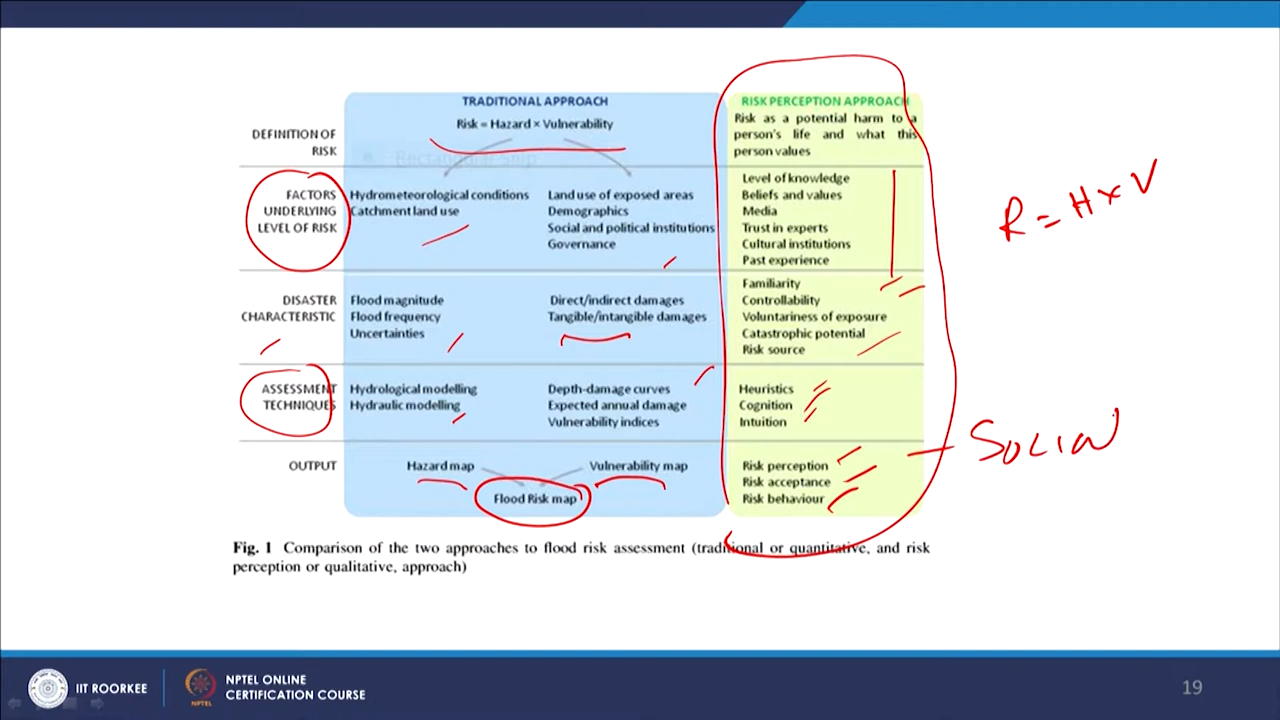 TRADITIONAL APPROACH
RISK PERCEPTION APPROACH
DEFINITION OF
RISK
Risk = Hazard × Vulnerability
Risk as a potential harm to a
person's life and what this
person values
Rectangular Snip
FACTORS
UNDERLYING
LEVEL OF RISK
Hydrometeorological conditions
Catchment land use
Land use of exposed areas
Demographics
Social and political institutions
Governance
Level of knowledge
Beliefs and values
Media
Trust in experts
Cultural institutions
Past experience
R = H × V
DISASTER
CHARACTERISTIC
Flood magnitude
Flood frequency
Uncertainties
Direct/indirect damages
Tangible/intangible damages
Familiarity
Controllability
Voluntariness of exposure
Catastrophic potential
Risk source
ASSESSMENT
TECHNIQUES
Hydrological modelling
Hydraulic modelling
Depth-damage curves
Expected annual damage
Vulnerability indices
Heuristics
Cognition
Intuition
Social
OUTPUT
Hazard map
Vulnerability map
Flood Risk map
Risk perception
Risk acceptance
Risk behaviour
Fig. 1 Comparison of the two approaches to flood risk assessment (traditional or quantitative, and risk
perception or qualitative, approach)
IIT ROORKEE
NPTEL
NPTEL ONLINE
CERTIFICATION COURSE
19